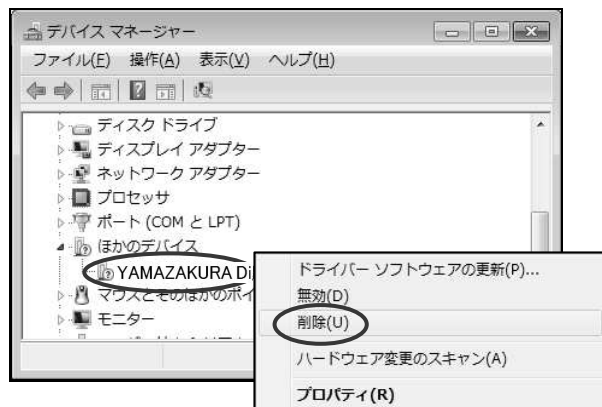 デバイス マネージャー
ファイル(F) 操作(A) 表示(V) ヘルプ(H)
ディスク ドライブ
ディスプレイ アダプター
ネットワーク アダプター
プロセッサ
ポート (COM と LPT)
ほかのデバイス
YAMAZAKURA
マウスとそのほかのポイ
モニター
ドライバー ソフトウェアの更新(P)...
無効(D)
削除(U)
ハードウェア変更のスキャン(A)
プロパティ(R)